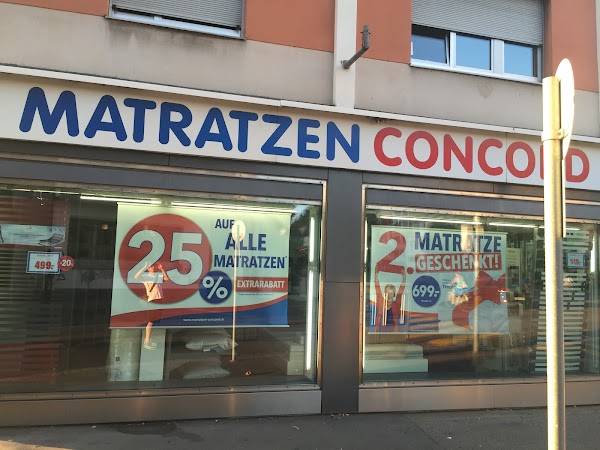 MATRATZEN CONCORD
25
%
AUF
ALLE
MATRATZEN
EXTRARABATT
2.
MATRATZE
GESCHENKT!
699.-
499.-